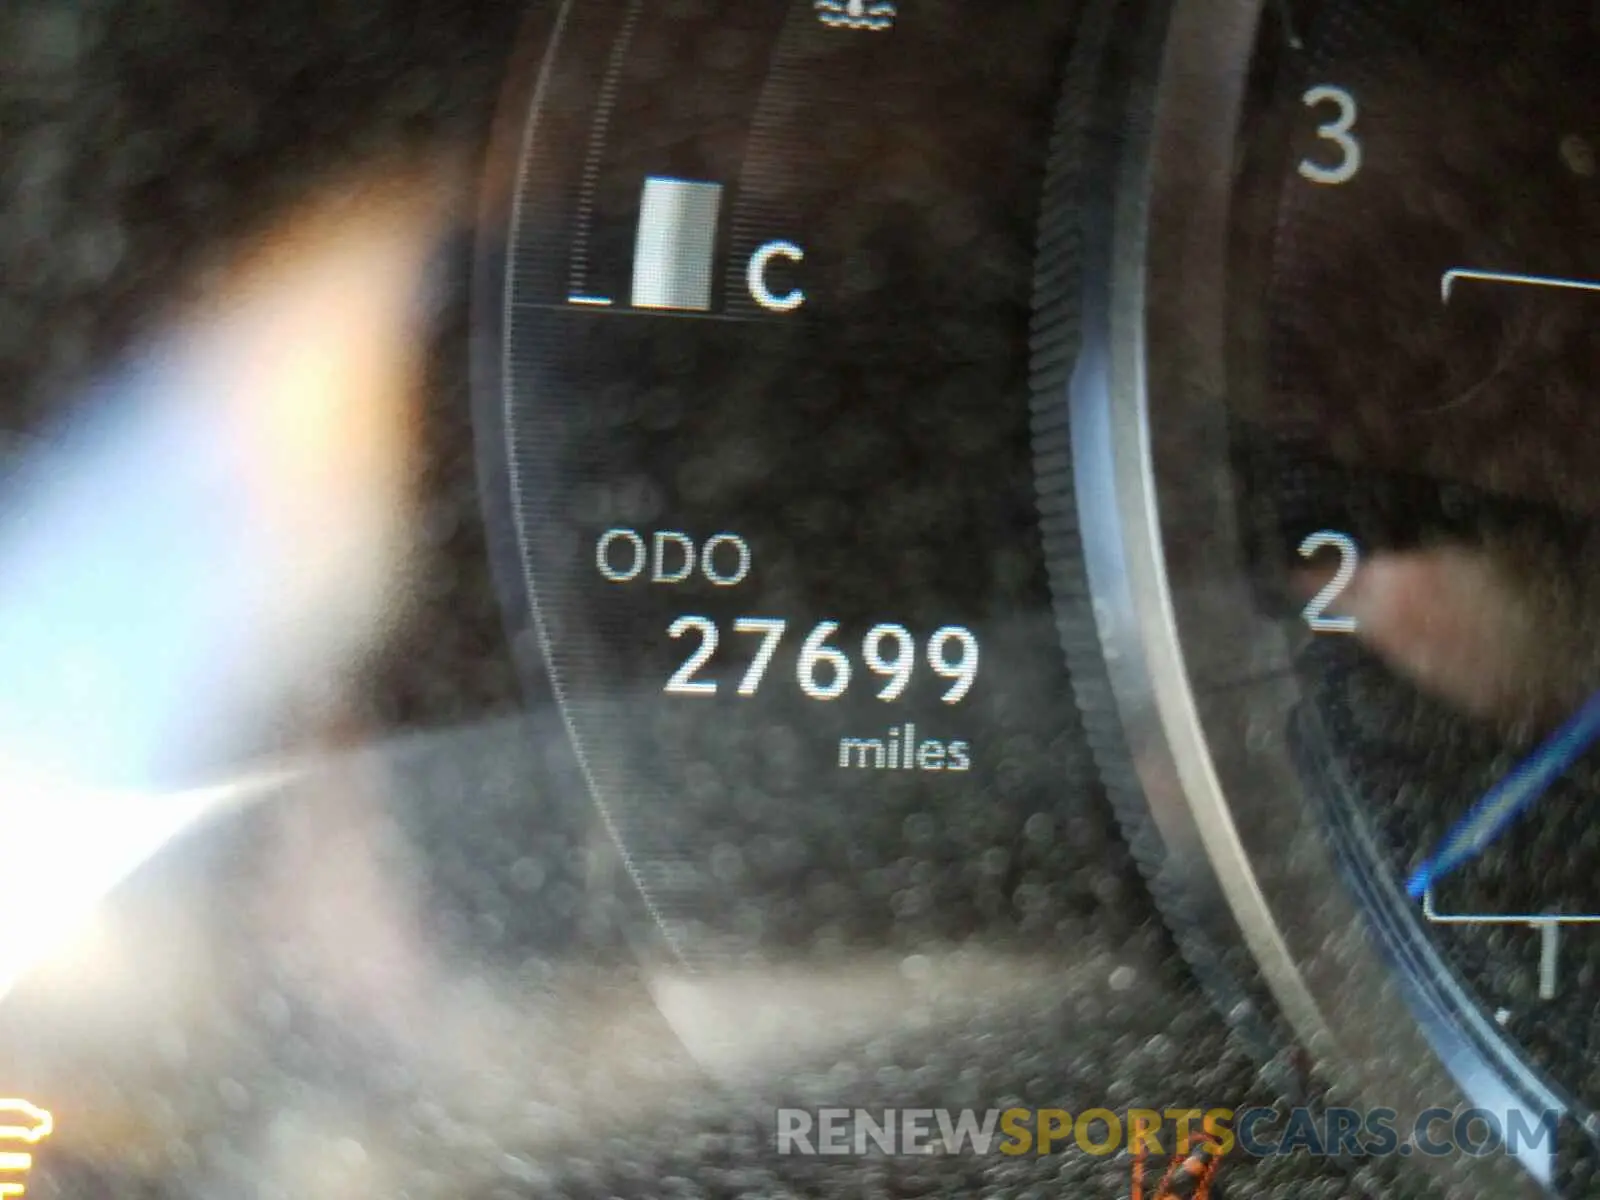 3
C
ODO
2
27699
miles
1
RENEWSPORTSCARS.COM